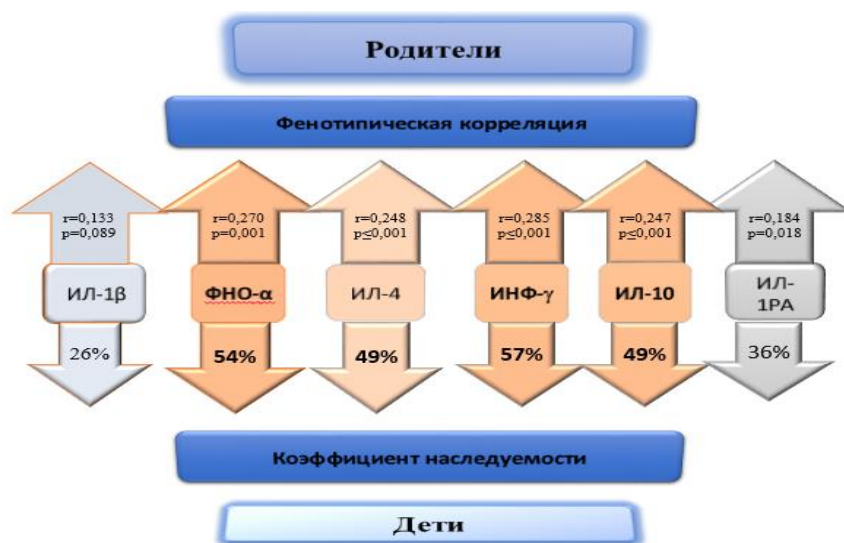 Родители
Фенотипическая корреляция
r=0,133
p=0,089
r=0,270
p=0,001
r=0,248
p≤0,001
r=0,285
p≤0,001
r=0,247
p≤0,001
r=0,184
p=0,018
ИЛ-1β
ФНО-α
ИЛ-4
ИНФ-γ
ИЛ-10
ИЛ-
1РА
26%
54%
49%
57%
49%
36%
Коэффициент наследуемости
Дети